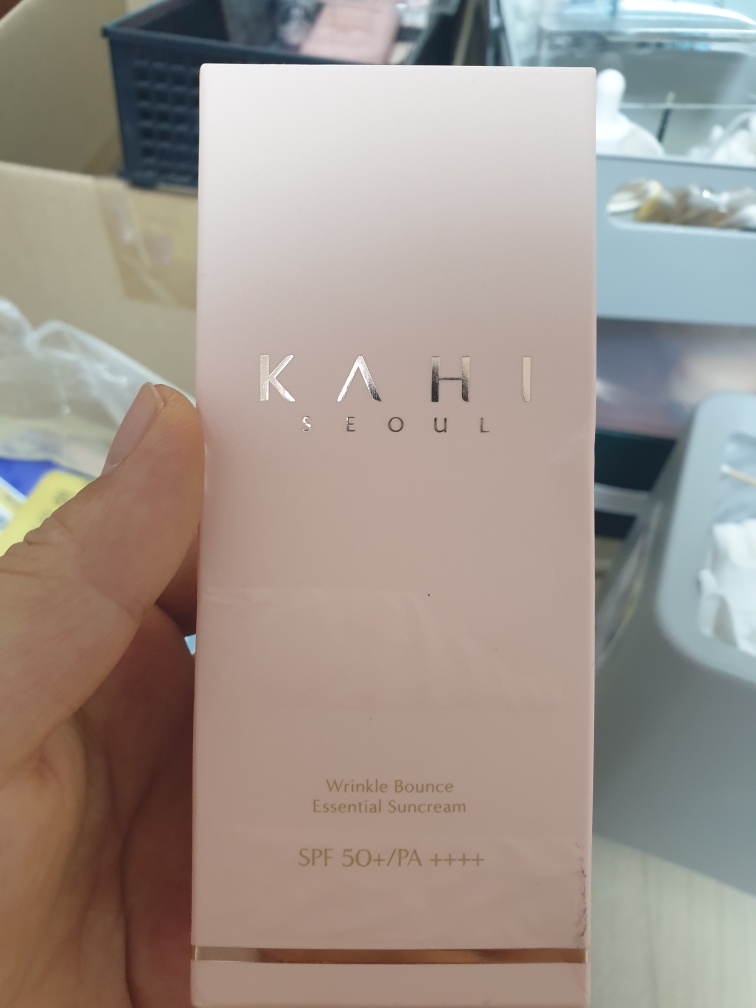 KAHI
SEOUL
Wrinkle Bounce
Essential Suncream
SPF 50+/PA ++++